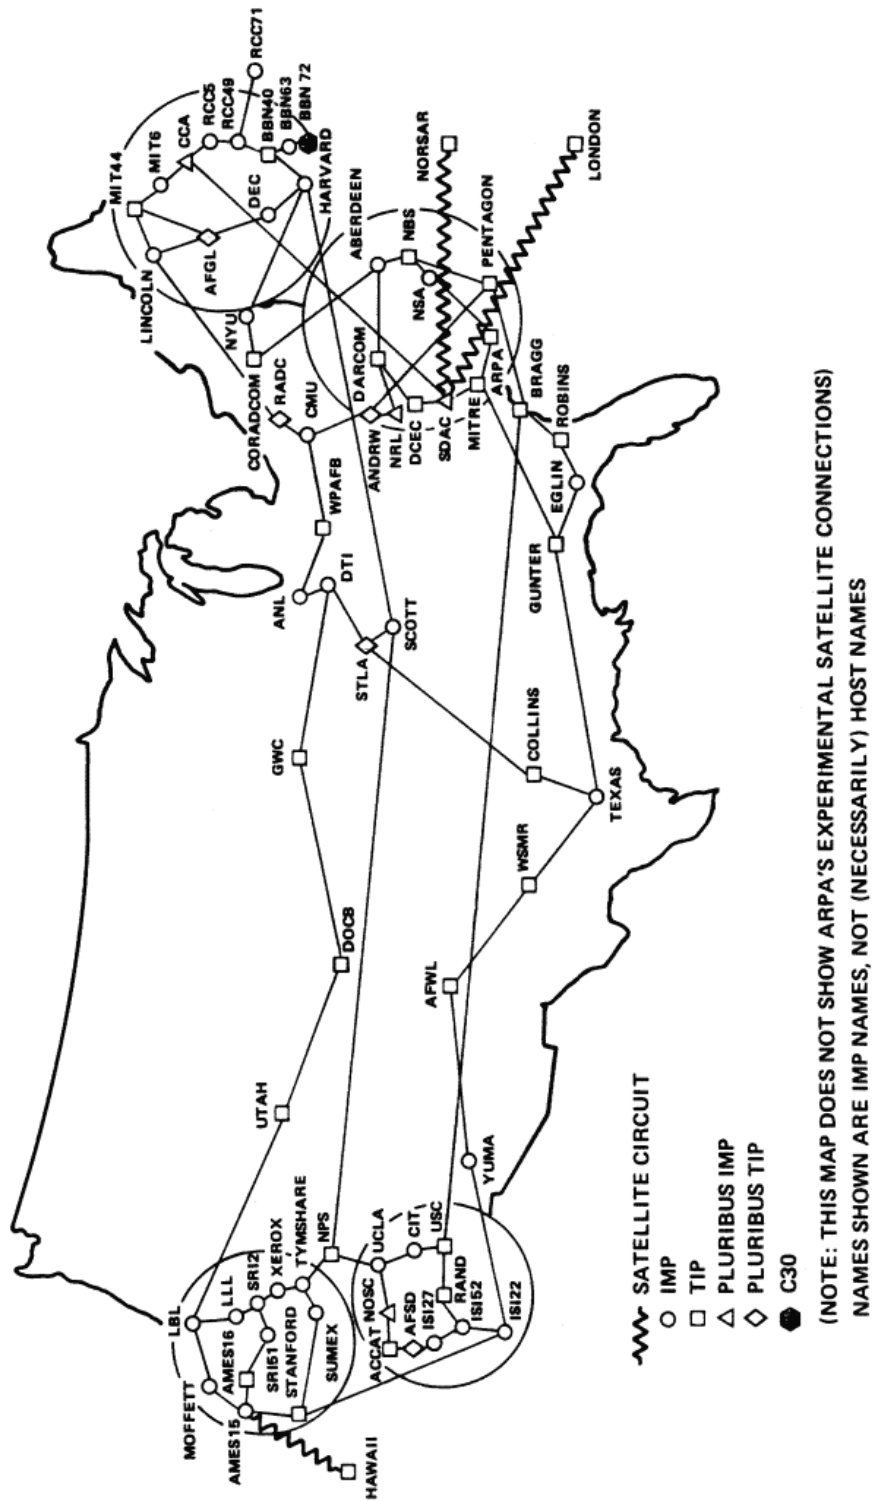 LBL
MOFFETT
LLL
AMES16
SRI2
AMES15
SRI51
XEROX
STANFORD
TYMSHARE
SUMEX
NPS
HAWAII
UCLA
ACCAT
NOSC
CIT
AFSD
USC
ISI27
RAND
ISI52
ISI22
YUMA
UTAH
DOCB
AFWL
WSMR
GWC
TEXAS
COLLINS
STLA
SCOTT
ANL
DTI
WPAFB
GUNTER
EGLIN
ROBINS
BRAGG
CMU
RADC
CORADCOM
NYU
ANDRW
DARCOM
NRL
DCEC
SDAC
MITRE
ARPA
NSA
PENTAGON
NBS
ABERDEEN
NORSAR
LONDON
LINCOLN
MIT44
MIT6
CCA
RCC5
RCC49
RCC71
AFGL
DEC
BBN40
BBN63
BBN 72
HARVARD
SATELLITE CIRCUIT
IMP
TIP
PLURIBUS IMP
PLURIBUS TIP
C30
(NOTE: THIS MAP DOES NOT SHOW ARPA'S EXPERIMENTAL SATELLITE CONNECTIONS)
NAMES SHOWN ARE IMP NAMES, NOT (NECESSARILY) HOST NAMES